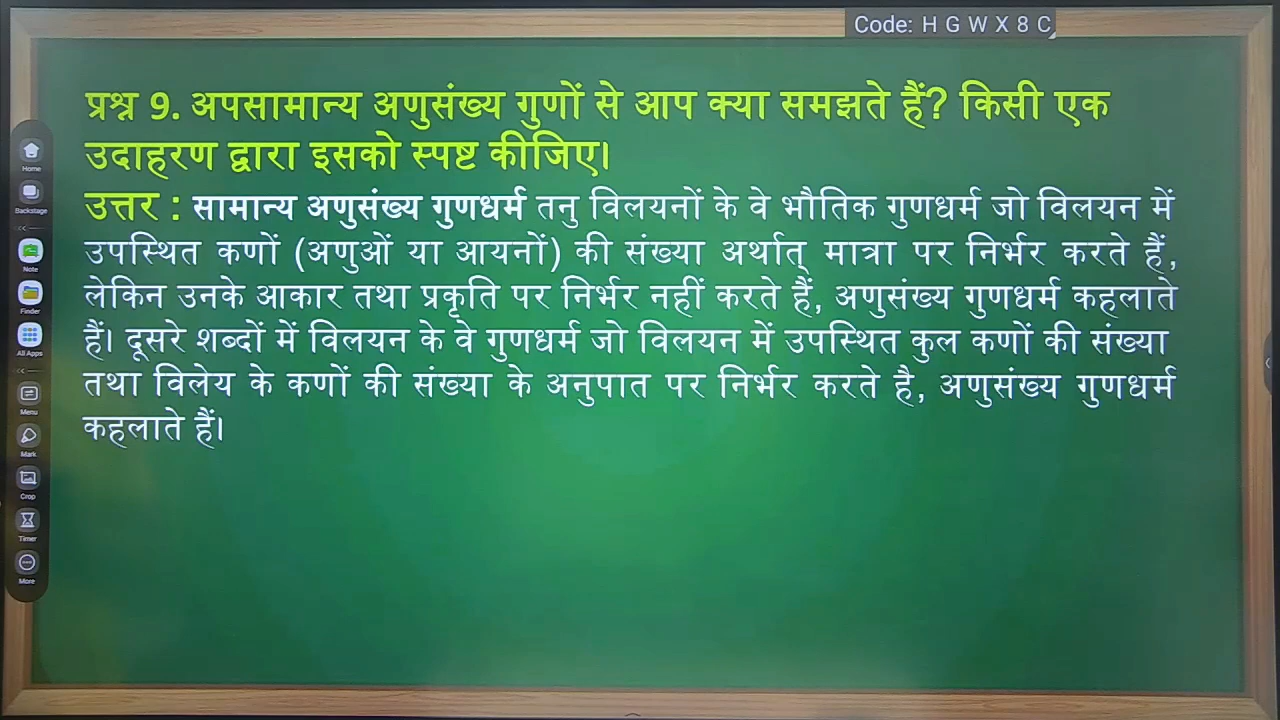 Code: H G W X 8 C
प्रश्न 9. अपसामान्य अणुसंख्य गुणों से आप क्या समझते हैं? किसी एक
उदाहरण द्वारा इसको स्पष्ट कीजिए।
उत्तर : सामान्य अणुसंख्य गुणधर्म तनु विलयनों के वे भौतिक गुणधर्म जो विलयन में
उपस्थित कणों (अणुओं या आयनों) की संख्या अर्थात् मात्रा पर निर्भर करते हैं,
लेकिन उनके आकार तथा प्रकृति पर निर्भर नहीं करते हैं, अणुसंख्य गुणधर्म कहलाते
हैं। दूसरे शब्दों में विलयन के वे गुणधर्म जो विलयन में उपस्थित कुल कणों की संख्या
तथा विलेय के कणों की संख्या के अनुपात पर निर्भर करते है, अणुसंख्य गुणधर्म
कहलाते हैं।
Home
Backstage
Note
Finder
All Apps
Menu
Mark
Crop
Timer
More